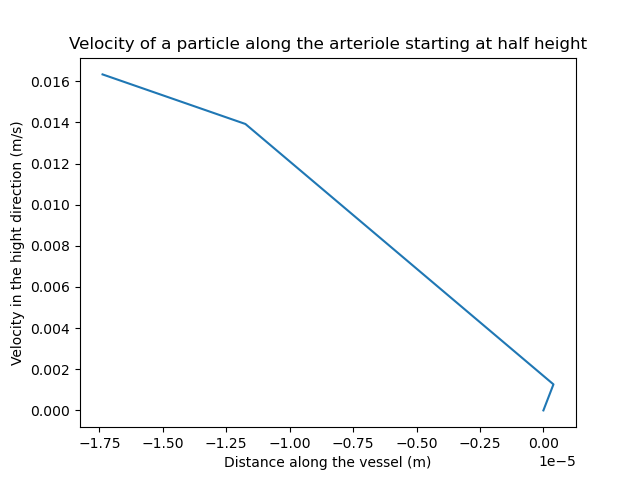 Velocity of a particle along the arteriole starting at half height
Velocity in the hight direction (m/s)
0.016
0.014
0.012
0.010
0.008
0.006
0.004
0.002
0.000
−1.75 −1.50 −1.25 −1.00 −0.75 −0.50 −0.25 0.00
1e−5
Distance along the vessel (m)